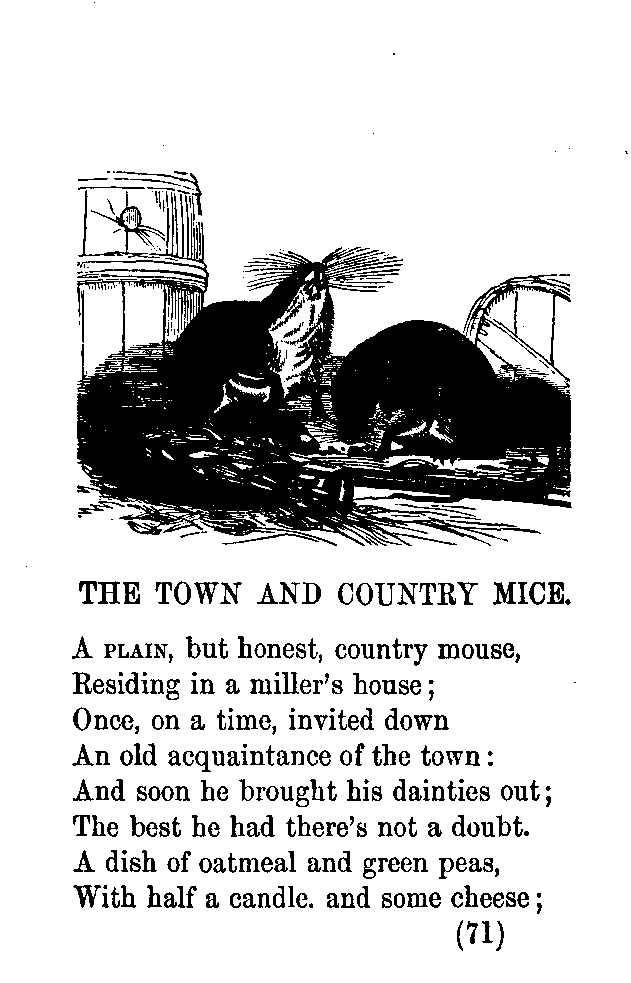 THE TOWN AND COUNTRY MICE.
A PLAIN, but honest, country mouse,
Residing in a miller's house;
Once, on a time, invited down
An old acquaintance of the town:
And soon he brought his dainties out;
The best he had there's not a doubt.
A dish of oatmeal and green peas,
With half a candle. and some cheese;
(71)